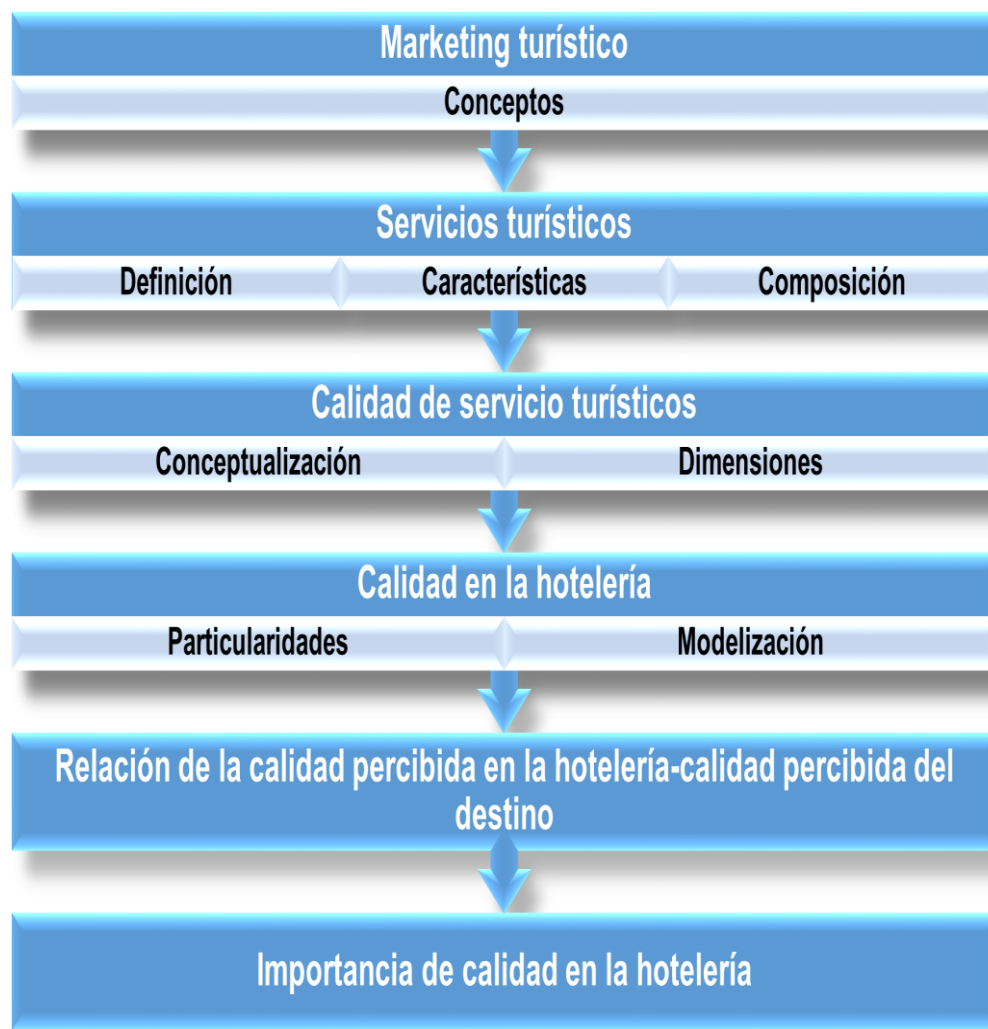 Marketing turístico
Conceptos
Servicios turísticos
Definición Característicās Composición
Calidad de servicio turísticos
Conceptualización Dimensiones
Calidad en la hotelería
Particularidades Modelización
Relación de la calidad percibida en la hotelería-calidad percibida del
destino
Importancia de calidad en la hotelería